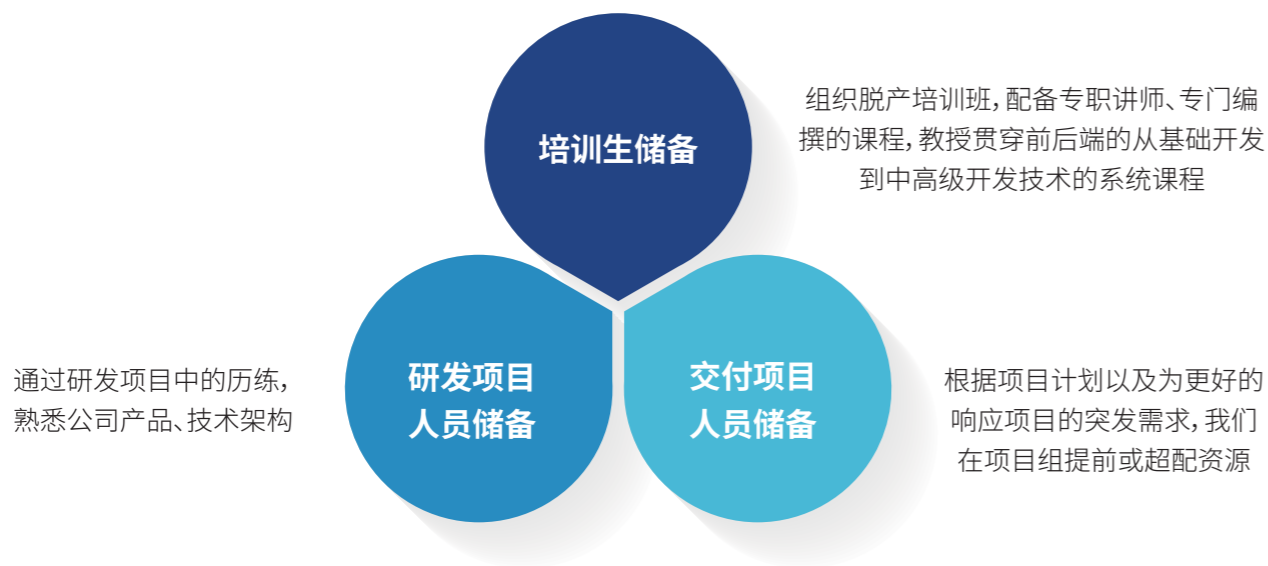 培训生储备
组织脱产培训班，配备专职讲师、专门编
撰的课程，教授贯穿前后端的从基础开发
到中高级开发技术的系统课程
研发项目
人员储备
通过研发项目中的历练，
熟悉公司产品、技术架构
交付项目
人员储备
根据项目计划以及为更好的
响应项目的突发需求，我们
在项目组提前或超配资源